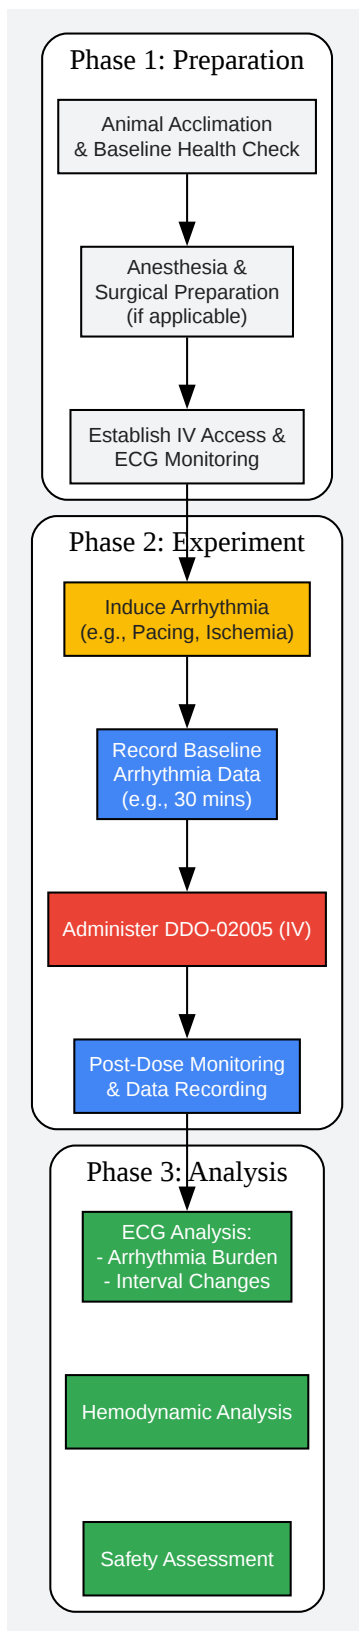 Phase 1: Preparation
Animal Acclimation
& Baseline Health Check
Anesthesia &
Surgical Preparation
(if applicable)
Establish IV Access &
ECG Monitoring
Phase 2: Experiment
Induce Arrhythmia
(e.g., Pacing, Ischemia)
Record Baseline
Arrhythmia Data
(e.g., 30 mins)
Administer DDO-02005 (IV)
Post-Dose Monitoring
& Data Recording
Phase 3: Analysis
ECG Analysis:
- Arrhythmia Burden
- Interval Changes
Hemodynamic Analysis
Safety Assessment